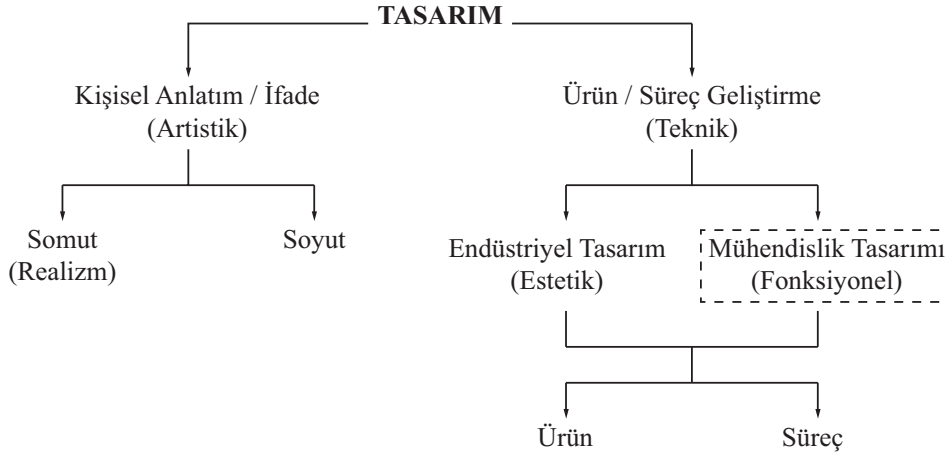 TASARIM
Kişisel Anlatım / İfade
(Artistik)
Ürün / Süreç Geliştirme
(Teknik)
Somut
(Realizm)
Soyut
Endüstriyel Tasarım
(Estetik)
Mühendislik Tasarımı
(Fonksiyonel)
Ürün
Süreç